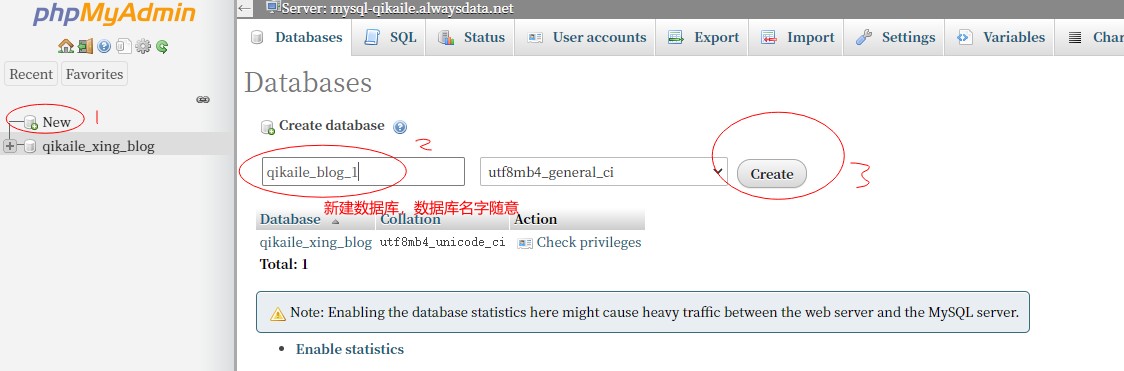 phpMyAdmin
Recent Favorites
New 1
qikaile_xing_blog
Server: mysql-qikaile.alwaysdata.net
Databases SQL Status User accounts Export Import Settings Variables Char
Databases
Create database 2
qikaile_blog_1 utf8mb4_general_ci Create 3
新建数据库，数据库名字随意
Database Collation Action
qikaile_xing_blog utf8mb4_unicode_ci Check privileges
Total: 1
Note: Enabling the database statistics here might cause heavy traffic between the web server and the MySQL server.
Enable statistics